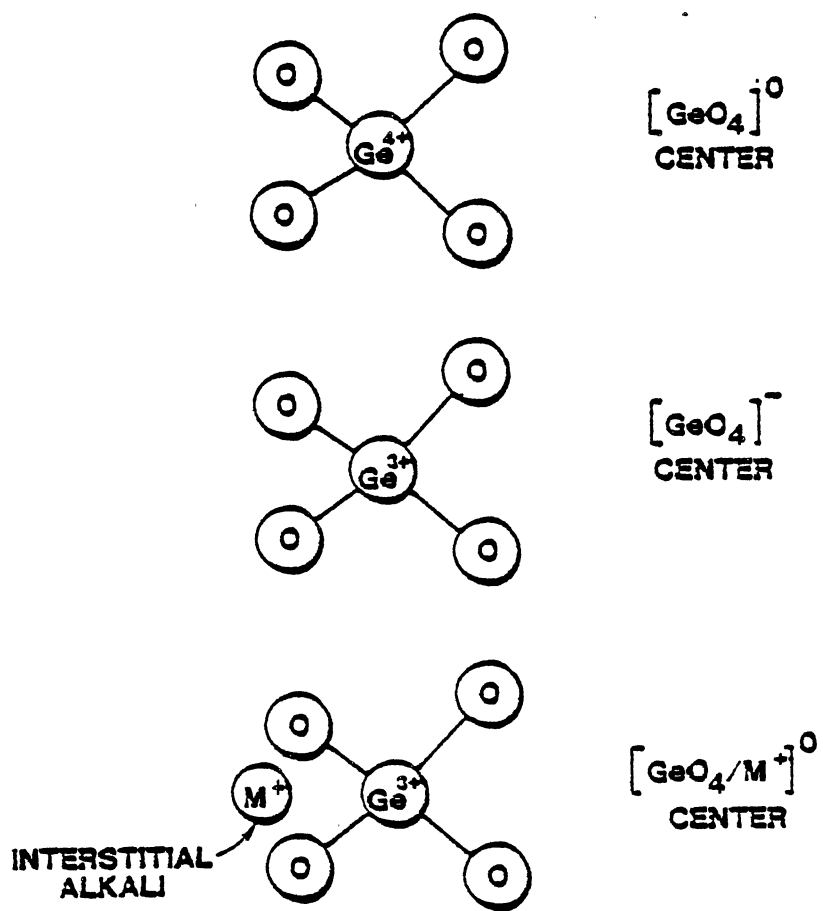 O O
Ge4+
O O
[GeO4]0
CENTER
O O
Ge3+
O O
[GeO4]-
CENTER
O O
M+ Ge3+
O O
[GeO4/M+]0
CENTER
INTERSTITIAL
ALKALI